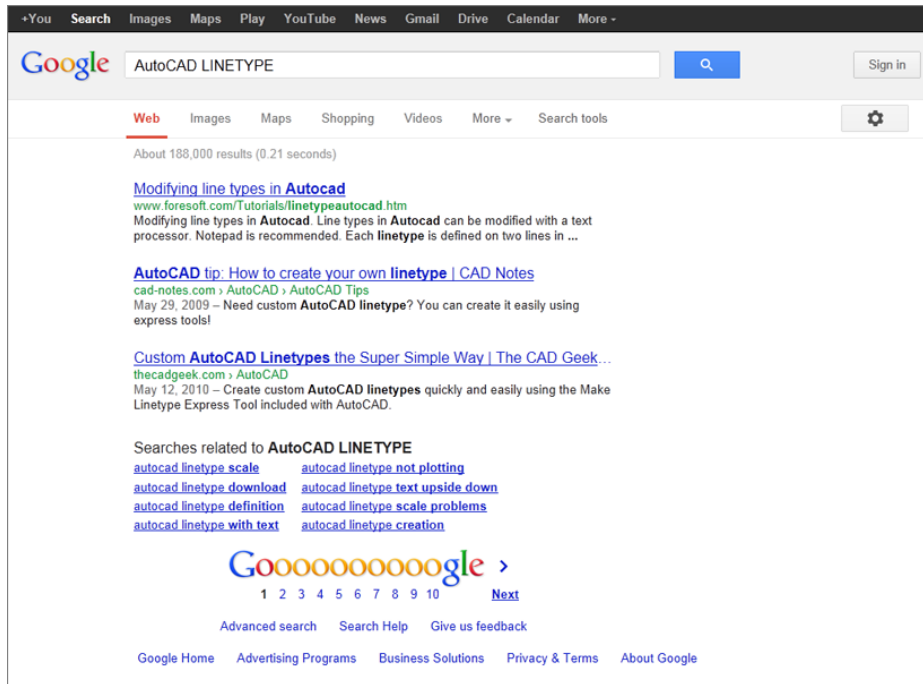 +You Search Images Maps Play YouTube News Gmail Drive Calendar More
Google AutoCAD LINETYPE Sign in
Web Images Maps Shopping Videos More Search tools
About 188,000 results (0.21 seconds)
Modifying line types in Autocad
www.foresoft.com/Tutorials/linetypeautocad.htm
Modifying line types in Autocad. Line types in Autocad can be modified with a text
processor. Notepad is recommended. Each linetype is defined on two lines in ...
AutoCAD tip: How to create your own linetype | CAD Notes
cad-notes.com › AutoCAD › AutoCAD Tips
May 29, 2009 – Need custom AutoCAD linetype? You can create it easily using
express tools!
Custom AutoCAD Linetypes the Super Simple Way | The CAD Geek...
thecadgeek.com › AutoCAD
May 12, 2010 – Create custom AutoCAD linetypes quickly and easily using the Make
Linetype Express Tool included with AutoCAD.
Searches related to AutoCAD LINETYPE
autocad linetype scale autocad linetype not plotting
autocad linetype download autocad linetype text upside down
autocad linetype definition autocad linetype scale problems
autocad linetype with text autocad linetype creation
Goooooooooogle >
1 2 3 4 5 6 7 8 9 10 Next
Advanced search Search Help Give us feedback
Google Home Advertising Programs Business Solutions Privacy & Terms About Google